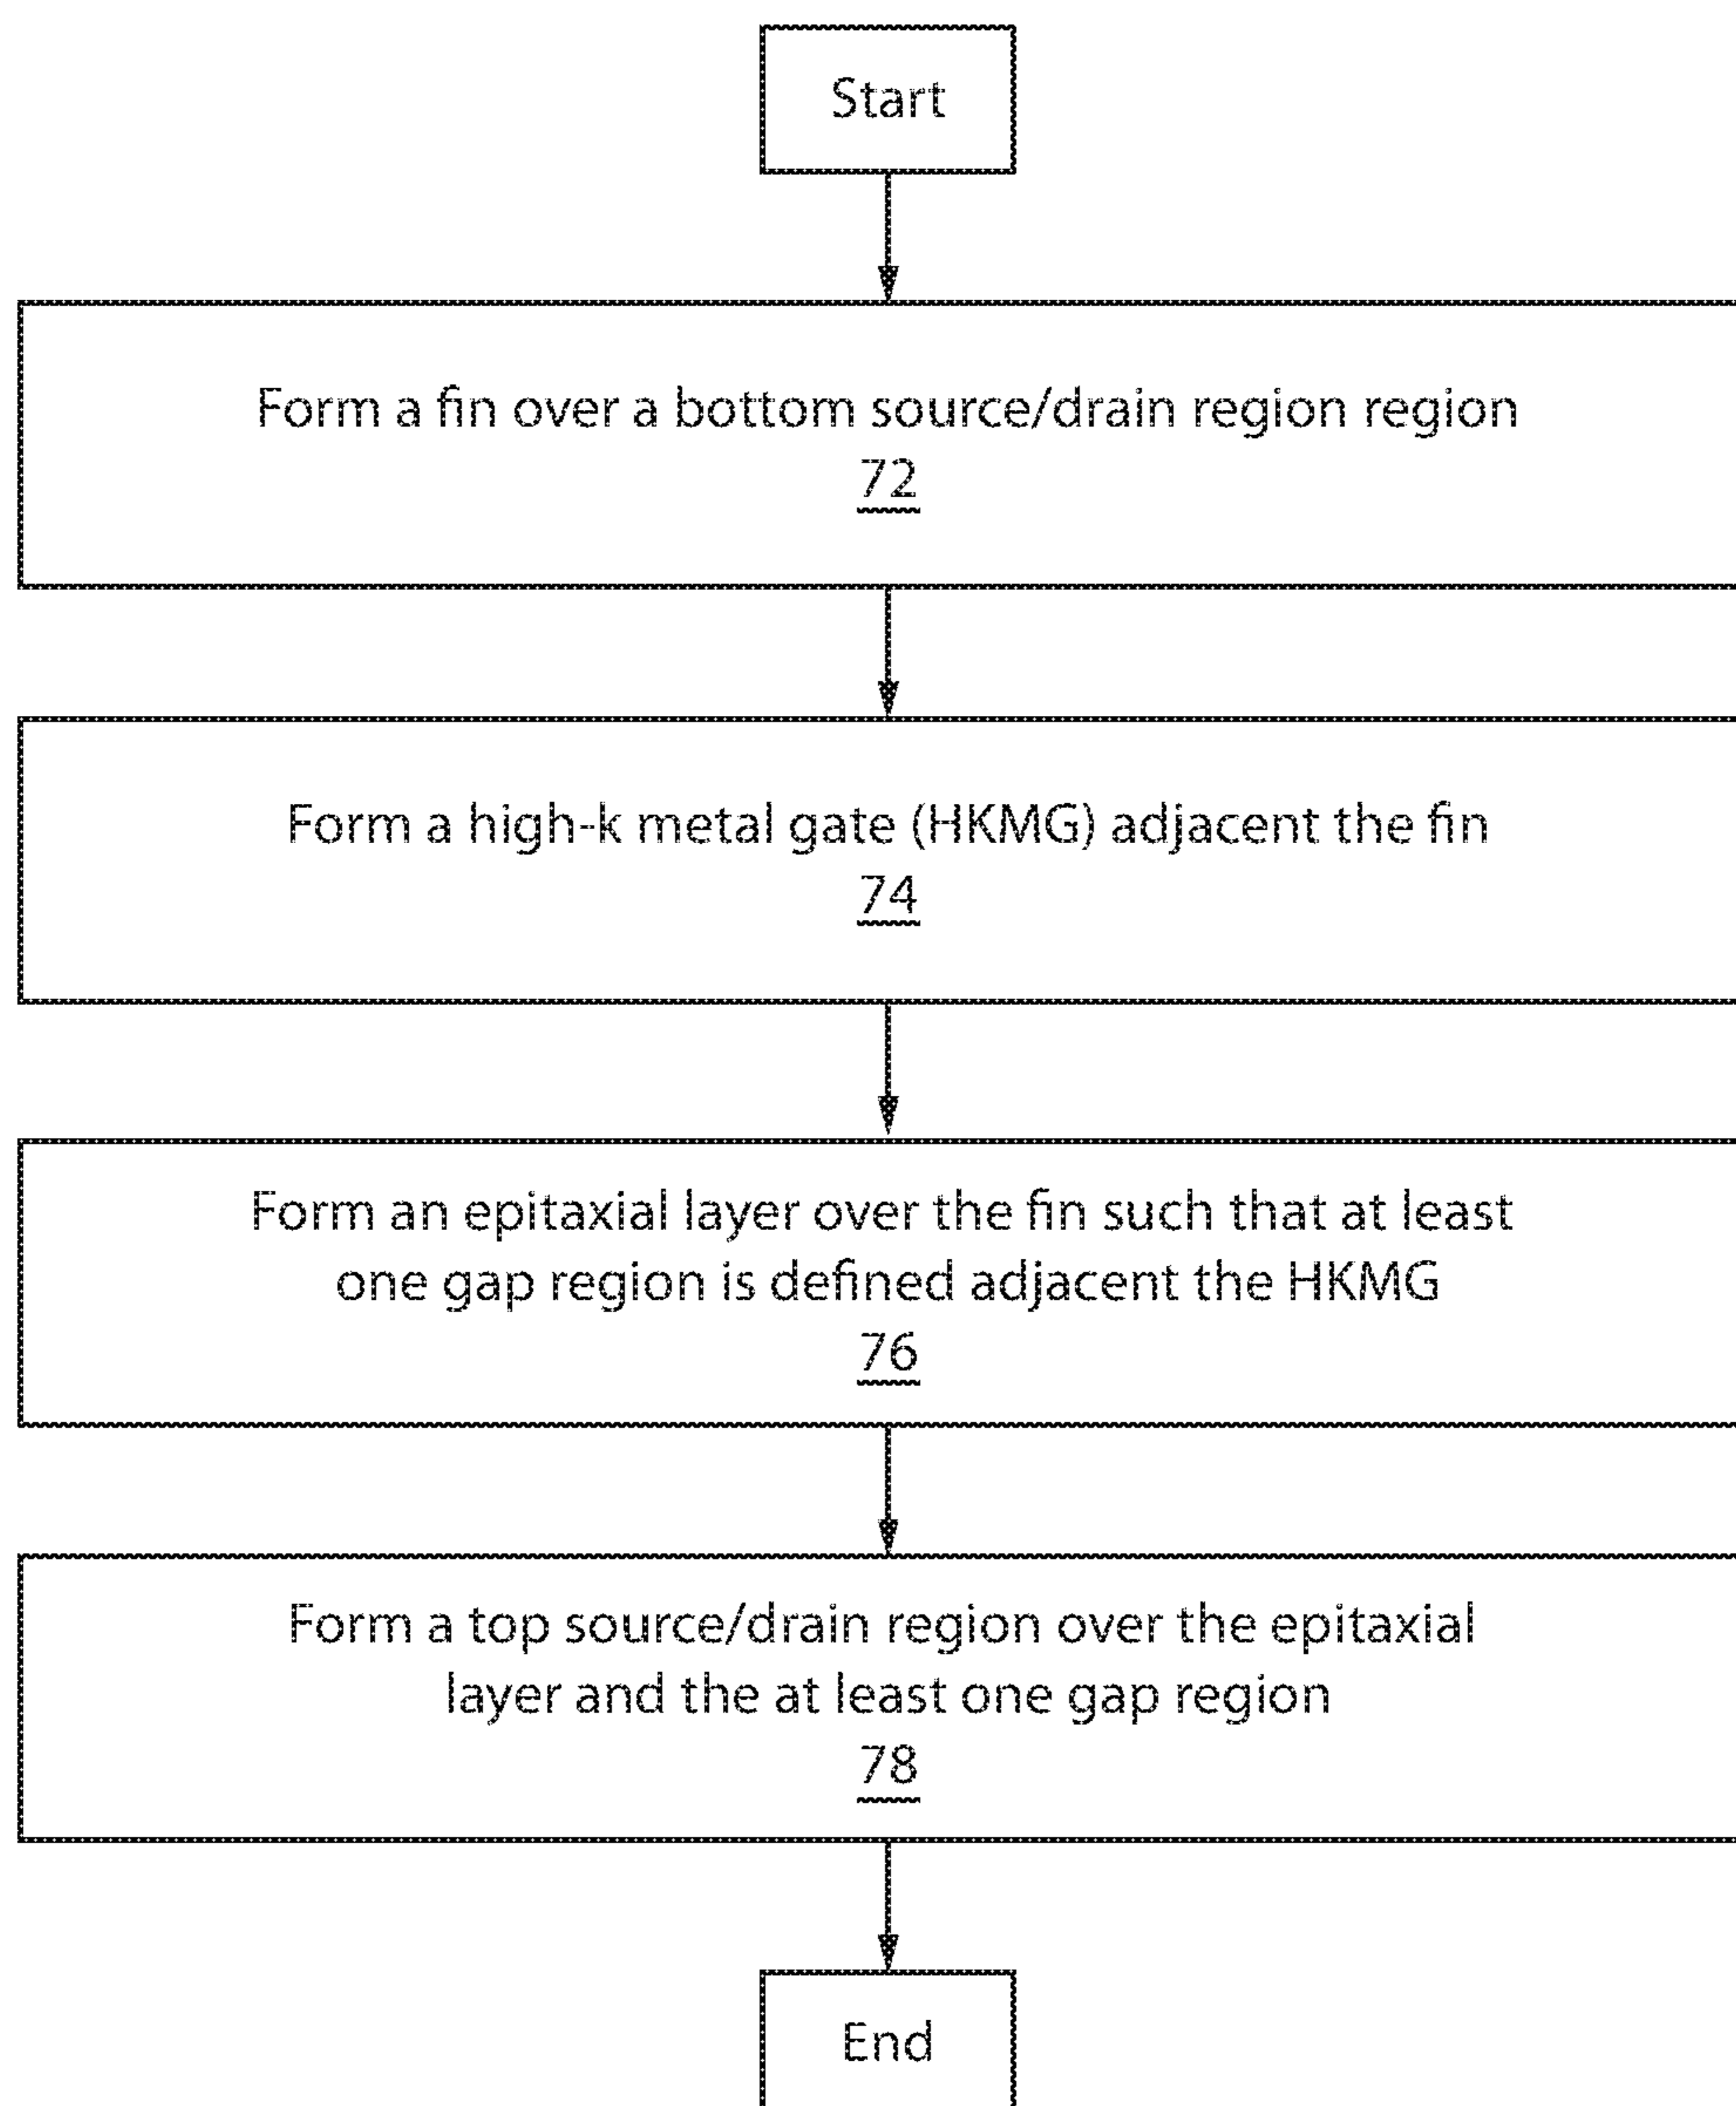 Start
Form a fin over a bottom source/drain region region
72
Form a high-k metal gate (HKMG) adjacent the fin
74
Form an epitaxial layer over the fin such that at least
one gap region is defined adjacent the HKMG
76
Form a top source/drain region over the epitaxial
layer and the at least one gap region
78
End